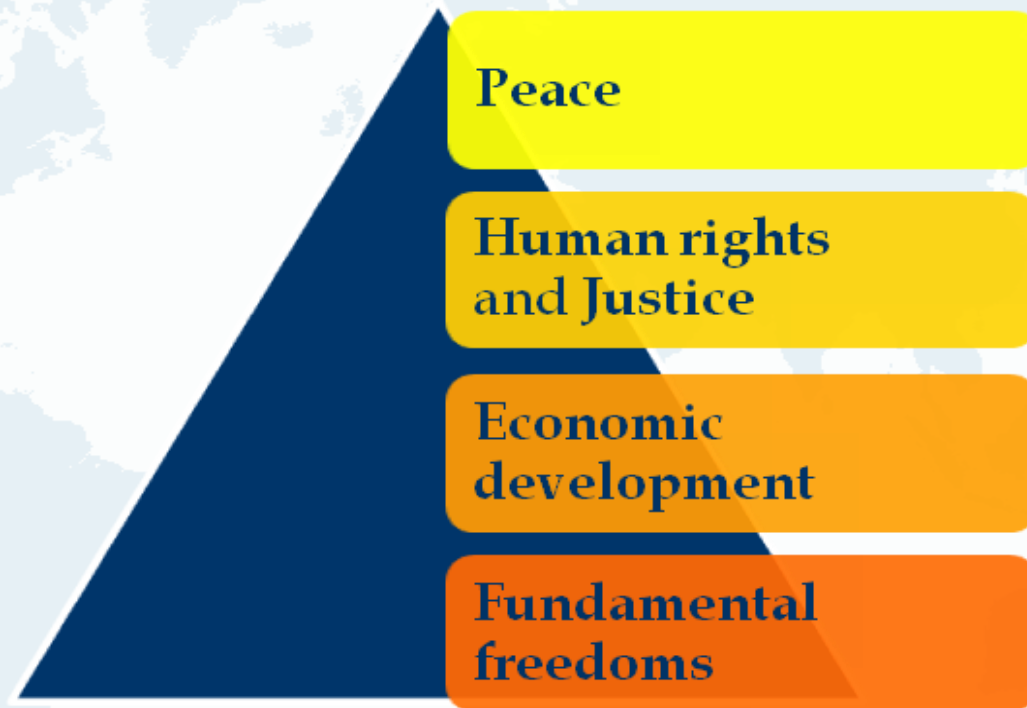 Peace
Human rights
and Justice
Economic
development
Fundamental
freedoms